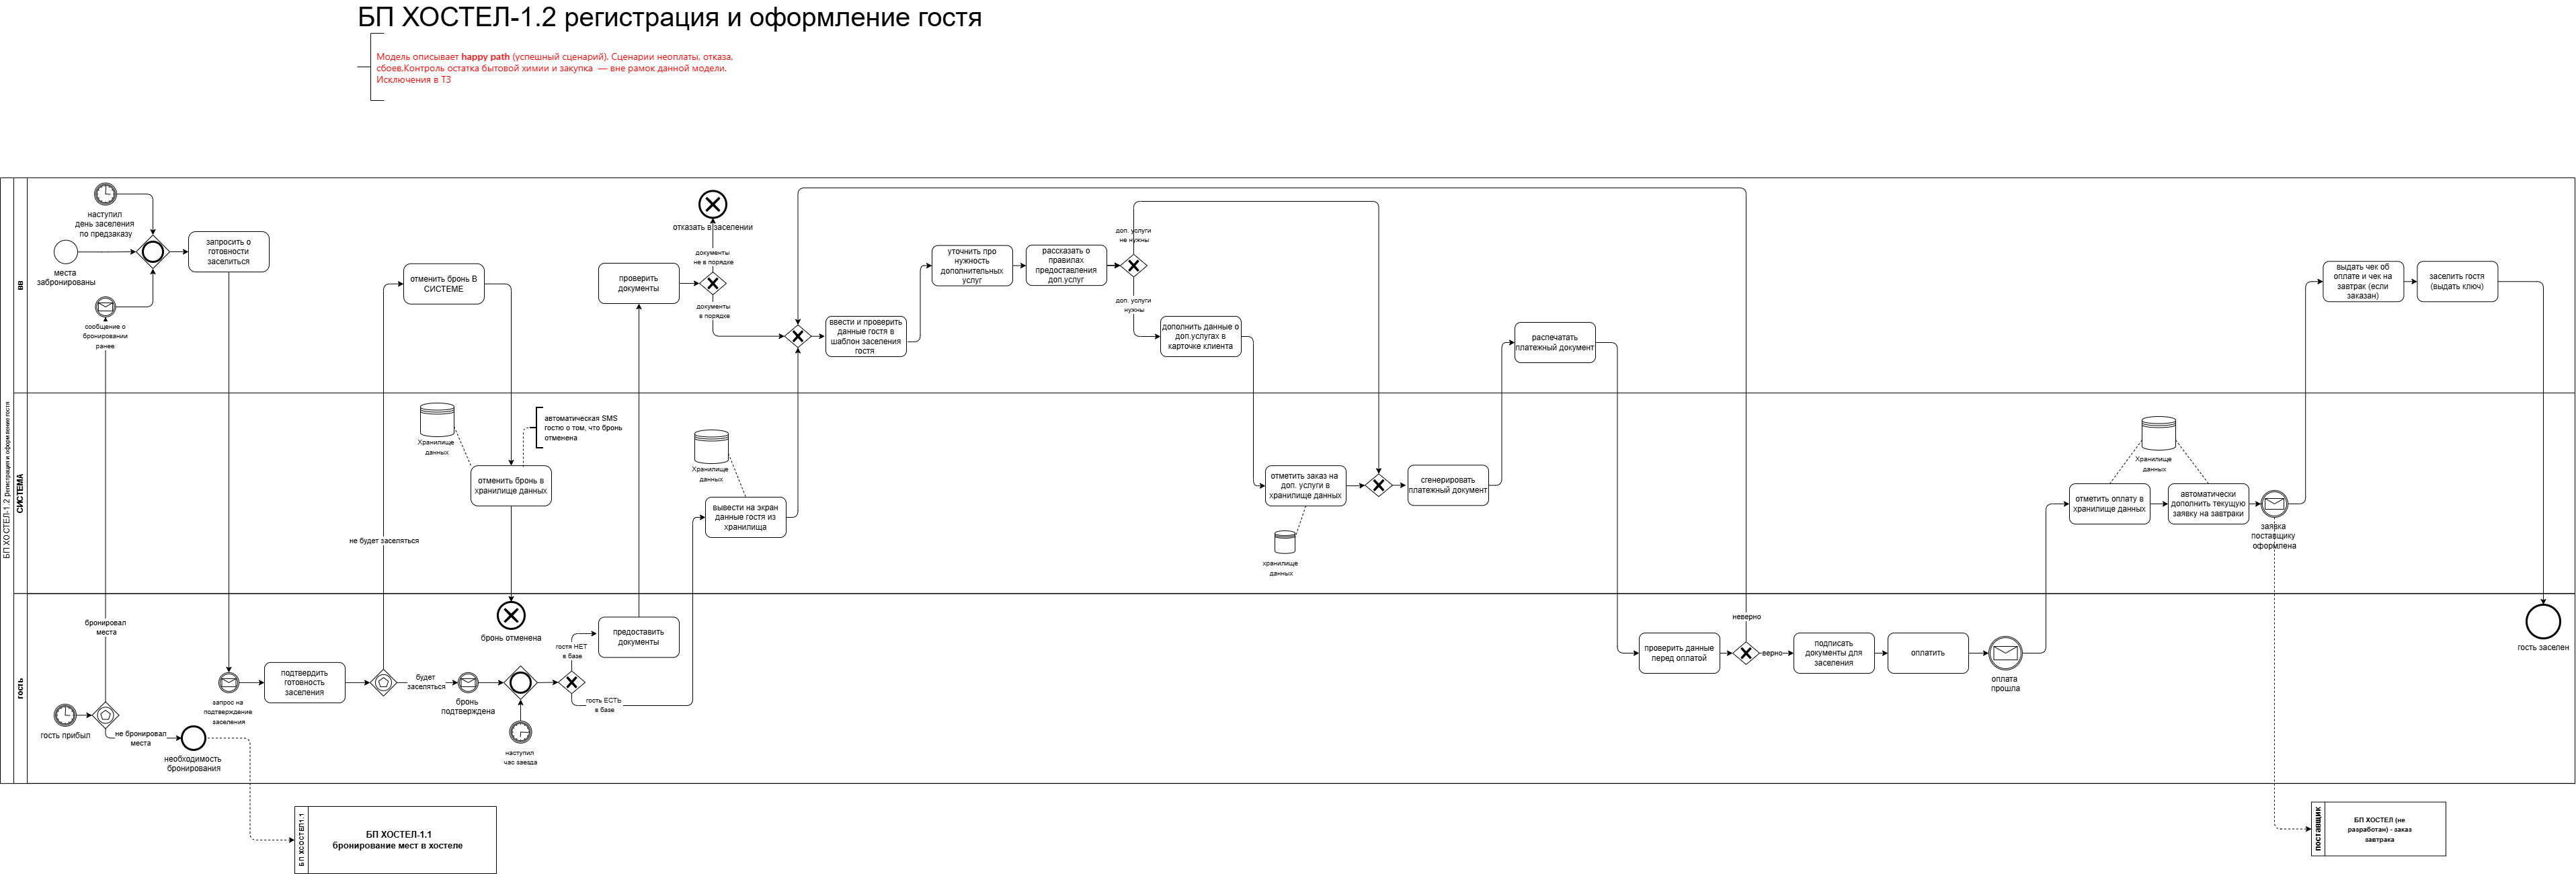 БП ХОСТЕЛ-1.2 регистрация и оформление гостя
Модель описывает happy path (успешный сценарий). Сценарии неоплаты, отказа,
сбоев,Контроль остатка бытовой химии и закупка — вне рамок данной модели.
Исключения в ТЗ
БП ХОСТЕЛ-1.2 регистрация и оформление гостя
вв
наступил
день заселения
по предзаказу
места
забронированы
сообщение о
бронировании
ранее
запросить о
готовности
заселиться
отменить бронь В
СИСТЕМЕ
проверить
документы
отказать в заселении
документы
не в порядке
документы
в порядке
ввести и проверить
данные гостя в
шаблон заселения
гостя
уточнить про
нужность
дополнительных
услуг
рассказать о
правилах
предоставления
доп.услуг
доп. услуги
не нужны
доп. услуги
нужны
дополнить данные о
доп.услугах в
карточке клиента
распечатать
платежный документ
выдать чек об
оплате и чек на
завтрак (если
заказан)
заселить гостя
(выдать ключ)
СИСТЕМА
не будет заселяться
Хранилище
данных
автоматическая SMS
гостю о том, что бронь
отменена
отменить бронь в
хранилище данных
Хранилище
данных
вывести на экран
данные гостя из
хранилища
отметить заказ на
доп. услуги в
хранилище данных
хранилище
данных
сгенерировать
платежный документ
Хранилище
данных
отметить оплату в
хранилище данных
автоматически
дополнить текущую
заявку на завтраки
заявка
поставщику
оформлена
гость
бронировал
места
гость прибыл
не бронировал
места
необходимость
бронирования
запрос на
подтверждение
заселения
подтвердить
готовность
заселения
будет
заселяться
бронь
подтверждена
бронь отменена
наступил
час заезда
гостя НЕТ
в базе
гость ЕСТЬ
в базе
предоставить
документы
проверить данные
перед оплатой
неверно
верно
подписать
документы для
заселения
оплатить
оплата
прошла
гость заселен
БП ХСОСТЕЛ1.1
БП ХОСТЕЛ-1.1
бронирование мест в хостеле
поставщик
БП ХОСТЕЛ (не
разработан) - заказ
завтрака